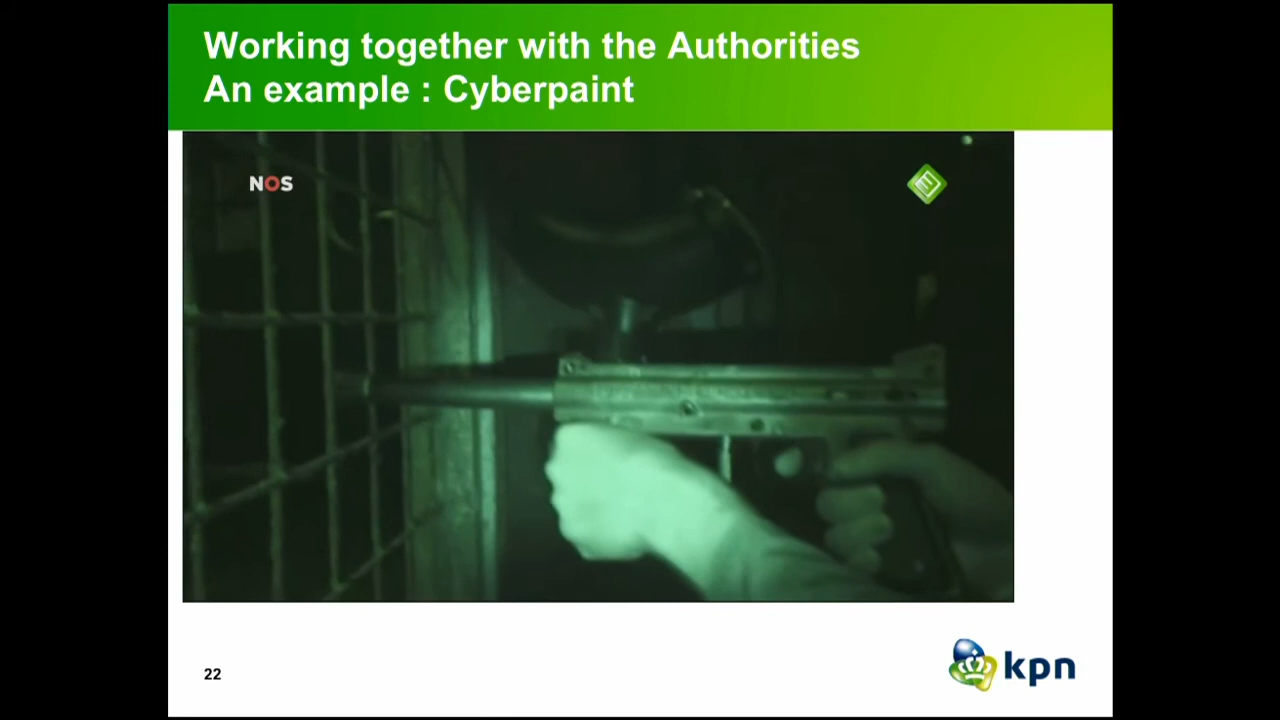 Working together with the Authorities
An example : Cyberpaint
NOS
22
kpn